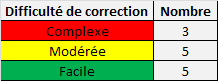 Difficulté de correction Nombre
Complexe 3
Modérée 5
Facile 5